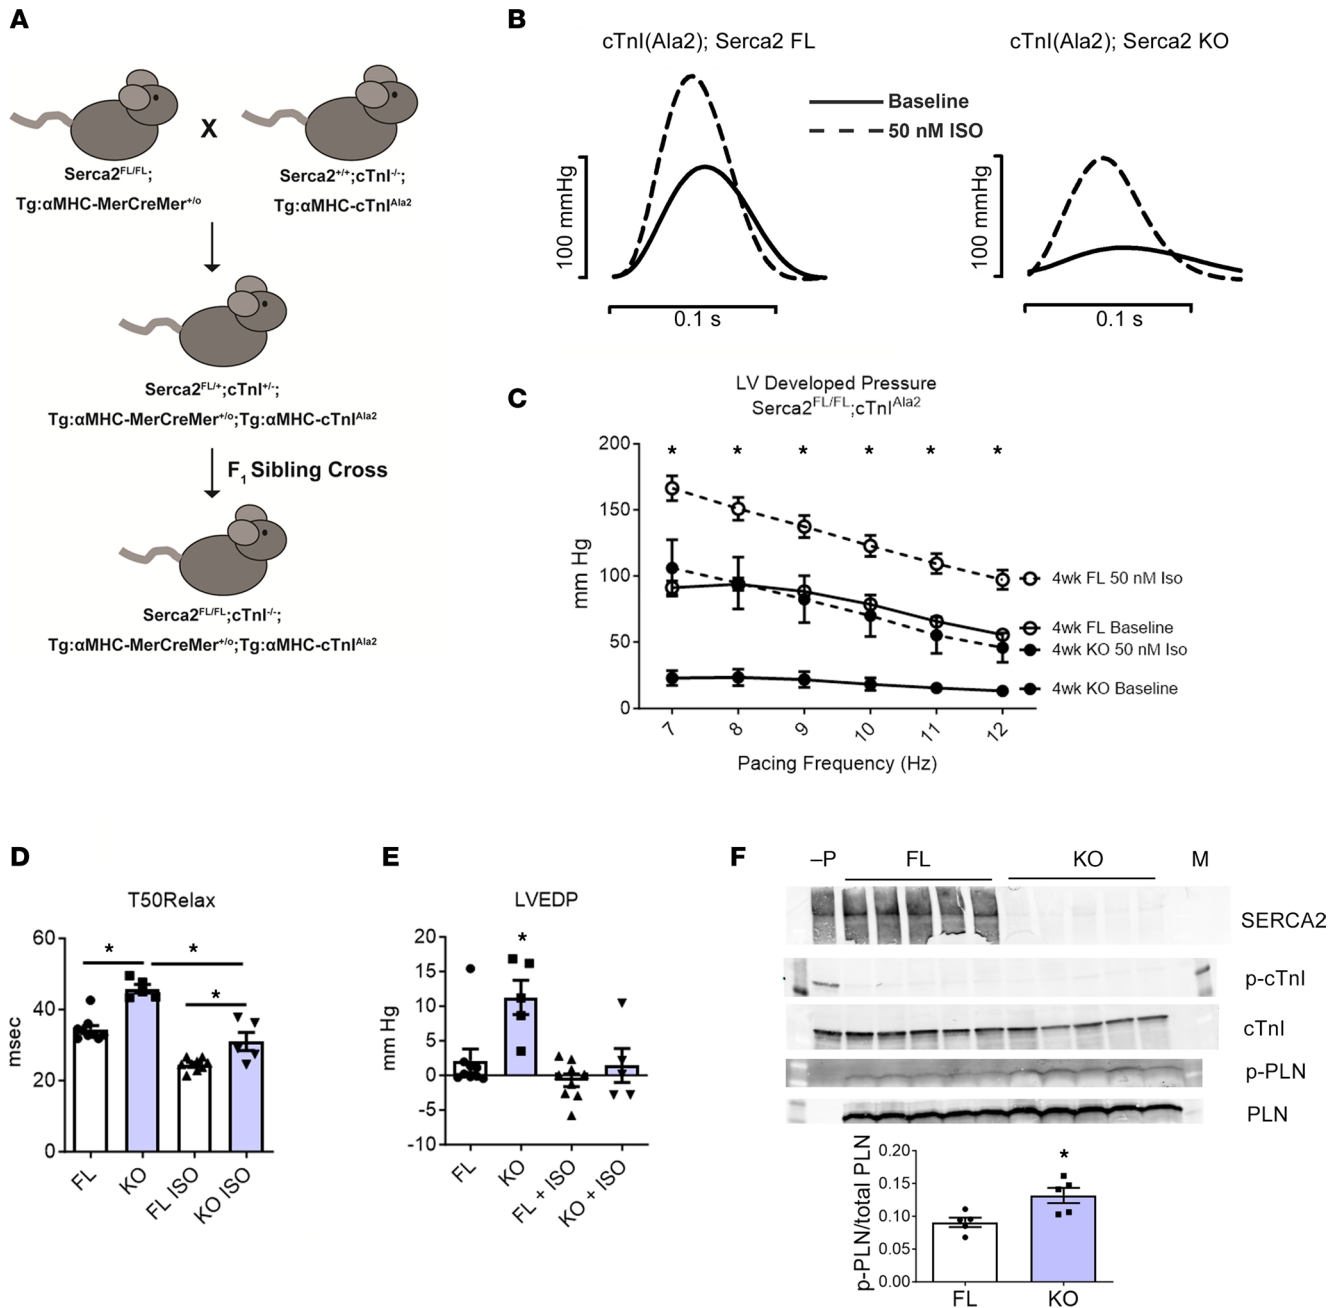 A
X
Serca2FL/FL;
Tg:αMHC-MerCreMer+/o
Serca2+/+;cTnI-/-;
Tg:αMHC-cTnIAla2
Serca2FL/+;cTnI+/-;
Tg:αMHC-MerCreMer+/o;Tg:αMHC-cTnIAla2
F1 Sibling Cross
Serca2FL/FL;cTnI-/-;
Tg:αMHC-MerCreMer+/o;Tg:αMHC-cTnIAla2
B
cTnI(Ala2); Serca2 FL
cTnI(Ala2); Serca2 KO
Baseline
50 nM ISO
100 mmHg
0.1 s
100 mmHg
0.1 s
C
LV Developed Pressure
Serca2FL/FL;cTnIAla2
200
150
100
50
0
mm Hg
* * * * * *
4wk FL 50 nM Iso
4wk FL Baseline
4wk KO 50 nM Iso
4wk KO Baseline
7 8 9 10 11 12
Pacing Frequency (Hz)
D
T50Relax
60
40
20
0
msec
* *
*
FL KO FL ISO KO ISO
E
LVEDP
20
15
10
5
0
-5
-10
mm Hg
*
FL KO FL + ISO KO + ISO
F
–P FL KO M
SERCA2
p-cTnI
cTnI
p-PLN
PLN
0.20
0.15
0.10
0.05
0.00
p-PLN/total PLN
*
FL KO